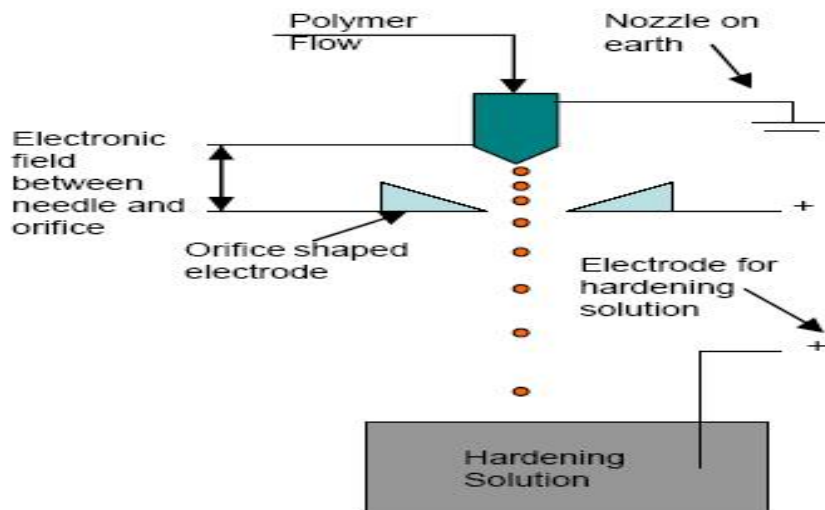 Polymer
Flow
Nozzle on
earth
Electronic
field
between
needle and
orifice
+
Orifice shaped
electrode
Electrode for
hardening
solution
+
Hardening
Solution